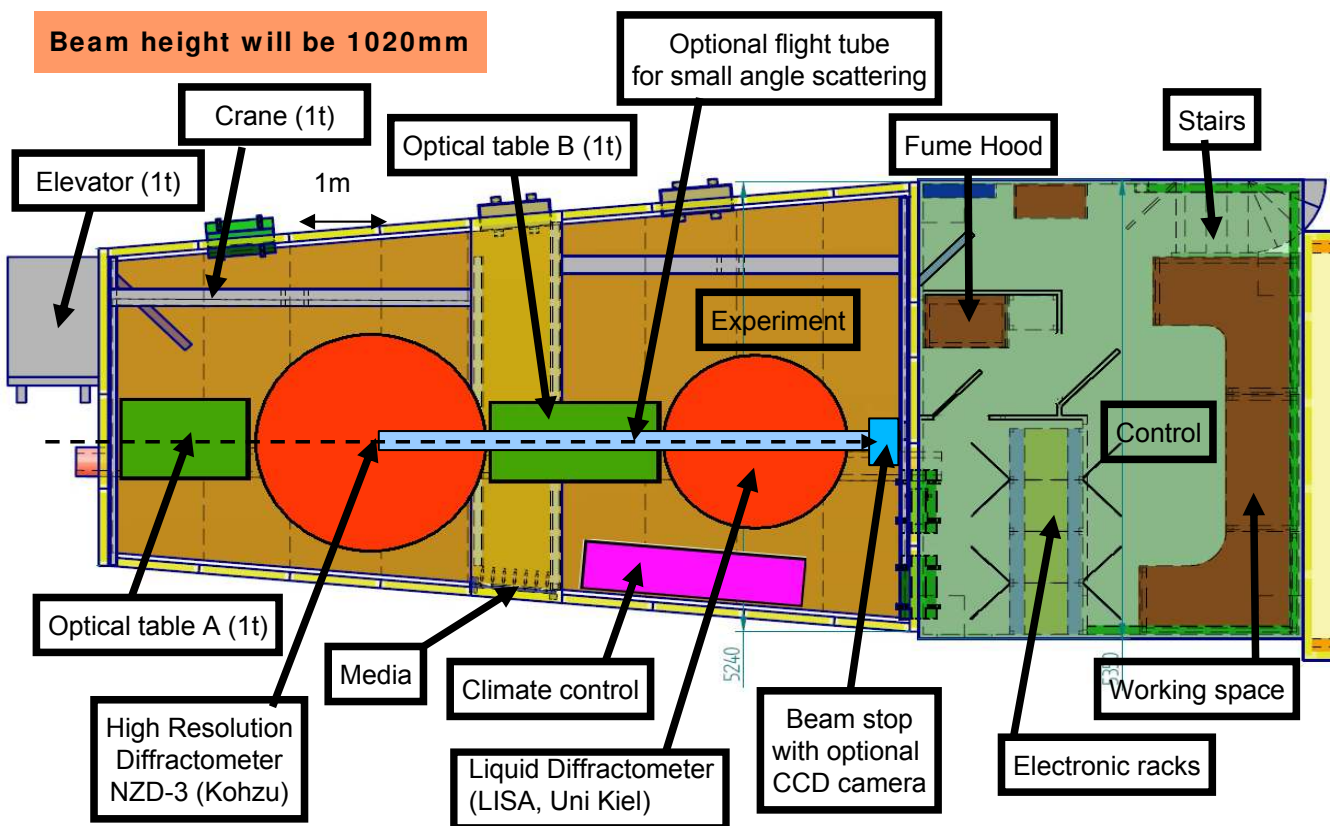 Beam height will be 1020mm
Optional flight tube
for small angle scattering
Crane (1t)
Optical table B (1t)
Fume Hood
Stairs
Elevator (1t)
1m
Experiment
Control
Optical table A (1t)
Media
Climate control
5240
5350
Working space
High Resolution
Diffractometer
NZD-3 (Kohzu)
Liquid Diffractometer
(LISA, Uni Kiel)
Beam stop
with optional
CCD camera
Electronic racks